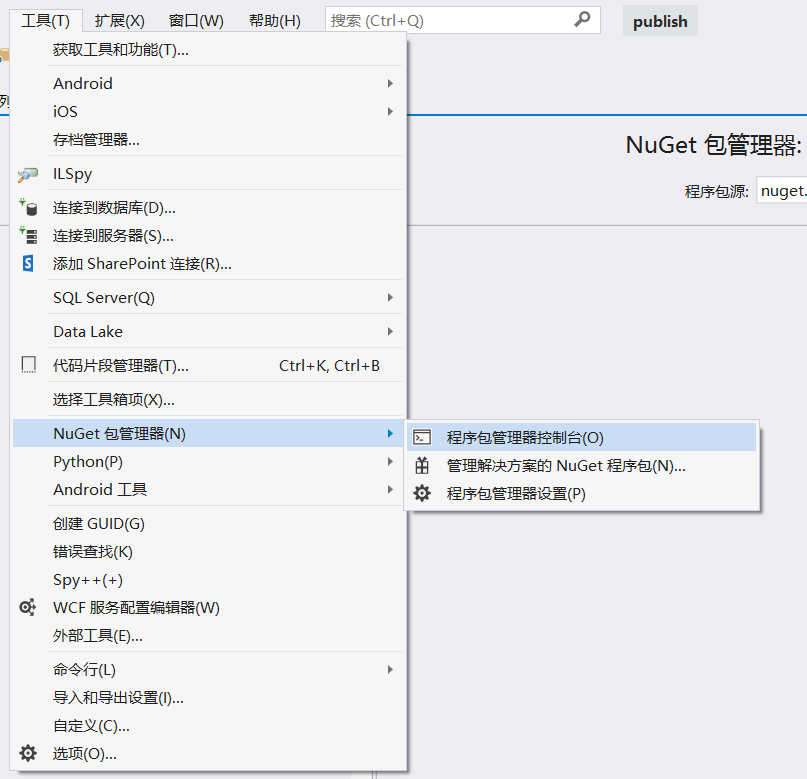 工具(T) 扩展(X) 窗口(W) 帮助(H) 搜索 (Ctrl+Q) publish
获取工具和功能(T)...
Android
iOS
存档管理器...
NuGet 包管理器:
ILSpy
程序包源: nuget.
连接到数据库(D)...
连接到服务器(S)...
添加 SharePoint 连接(R)...
SQL Server(Q)
Data Lake
代码片段管理器(T)... Ctrl+K, Ctrl+B
选择工具箱项(X)...
NuGet 包管理器(N)
程序包管理器控制台(O)
管理解决方案的 NuGet 程序包(N)...
程序包管理器设置(P)
Python(P)
Android 工具
创建 GUID(G)
错误查找(K)
Spy++(+)
WCF 服务配置编辑器(W)
外部工具(E)...
命令行(L)
导入和导出设置(I)...
自定义(C)...
选项(O)...